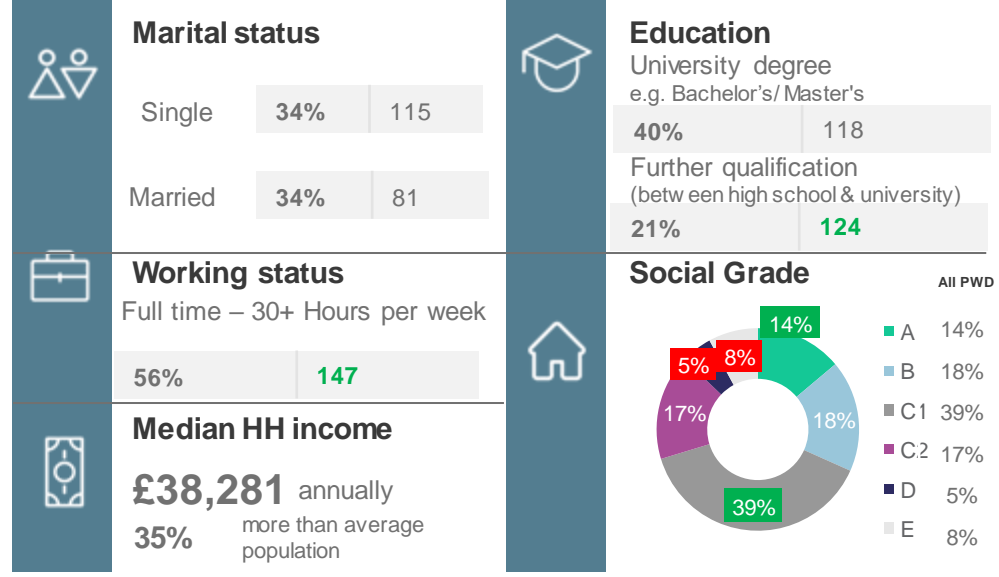 Marital status
Single 34% 115
Married 34% 81
Working status
Full time – 30+ Hours per week
56% 147
Median HH income
£38,281 annually
35% more than average
population
Education
University degree
e.g. Bachelor's/ Master's
40% 118
Further qualification
(betw een high school & university)
21% 124
Social Grade
All PWD
14%
18%
39%
17%
5%
8%
A 14%
B 18%
C1 39%
C2 17%
D 5%
E 8%